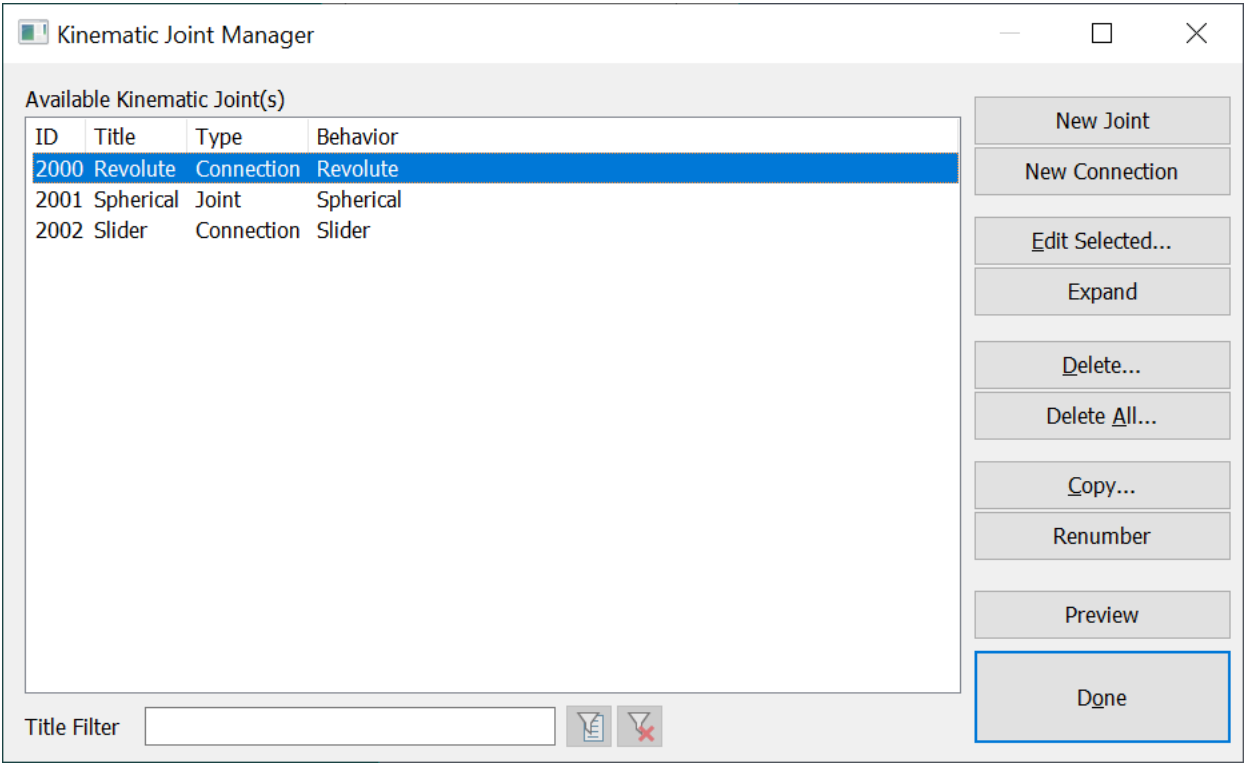 Kinematic Joint Manager
Available Kinematic Joint(s)
ID Title Type Behavior
2000 Revolute Connection Revolute
2001 Spherical Joint Spherical
2002 Slider Connection Slider
New Joint
New Connection
Edit Selected...
Expand
Delete...
Delete All...
Copy...
Renumber
Preview
Done
Title Filter